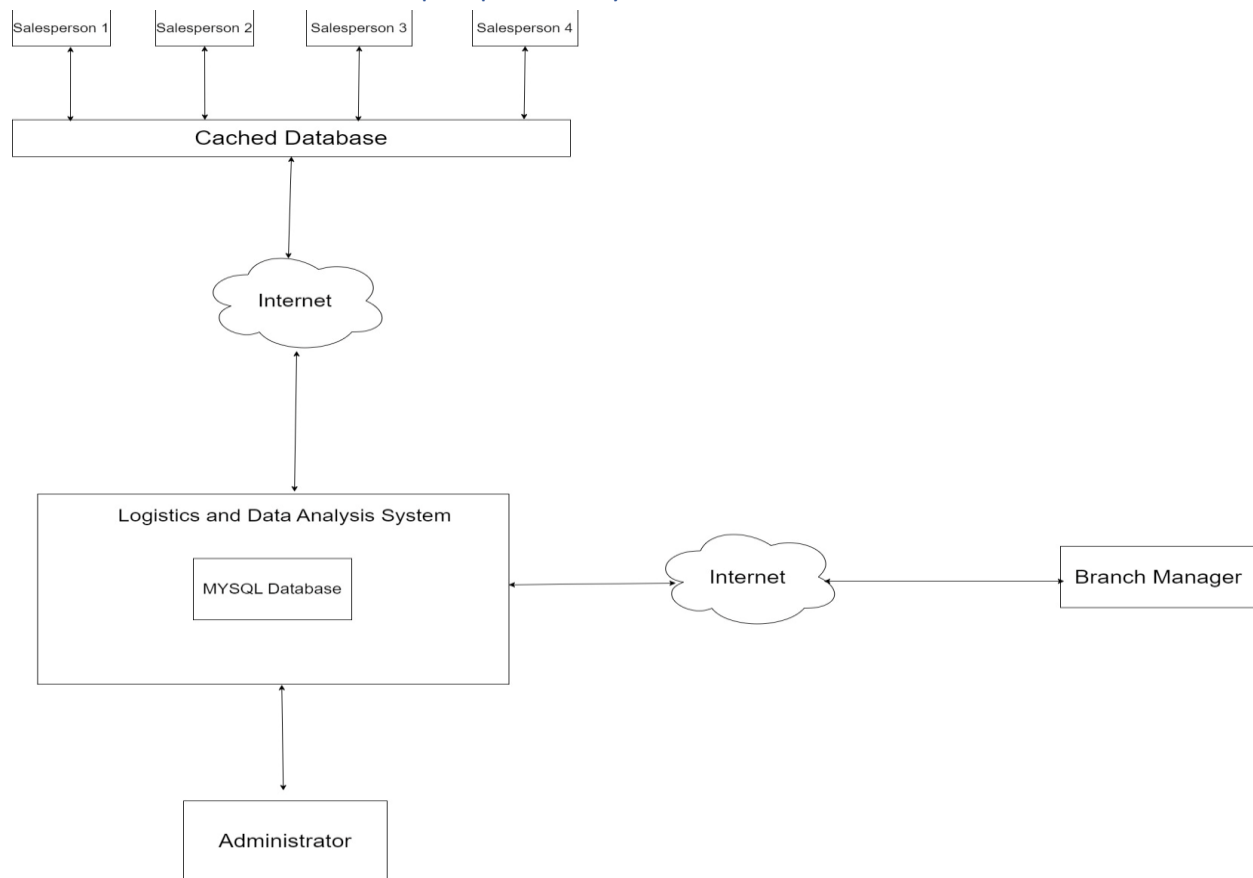 Salesperson 1
Salesperson 2
Salesperson 3
Salesperson 4
Cached Database
Internet
Logistics and Data Analysis System
MYSQL Database
Internet
Branch Manager
Administrator